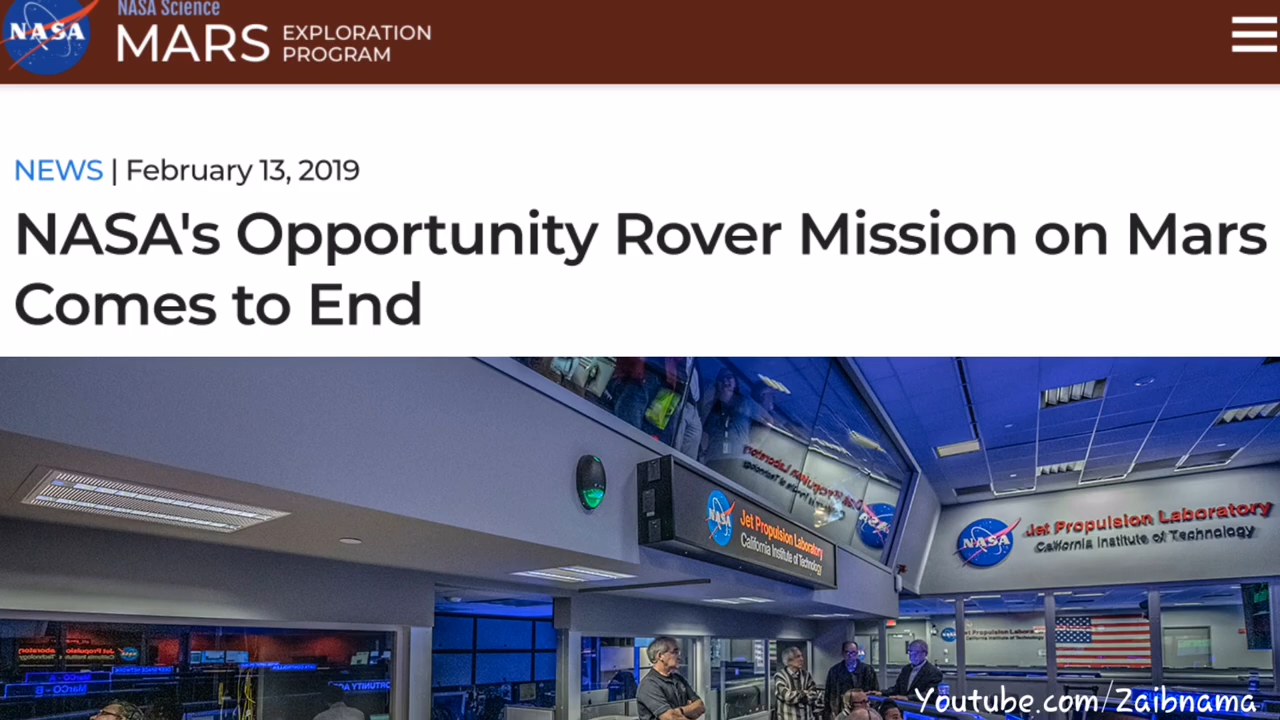 NASA
NASA Science
MARS
EXPLORATION
PROGRAM
NEWS | February 13, 2019
NASA's Opportunity Rover Mission on Mars
Comes to End
NASA
Jet Propulsion Laboratory
California Institute of Technology
NASA
Jet Propulsion Laboratory
California Institute of Technology
MarCO - A
MarCO - B
Youtube.com/Zaibnama